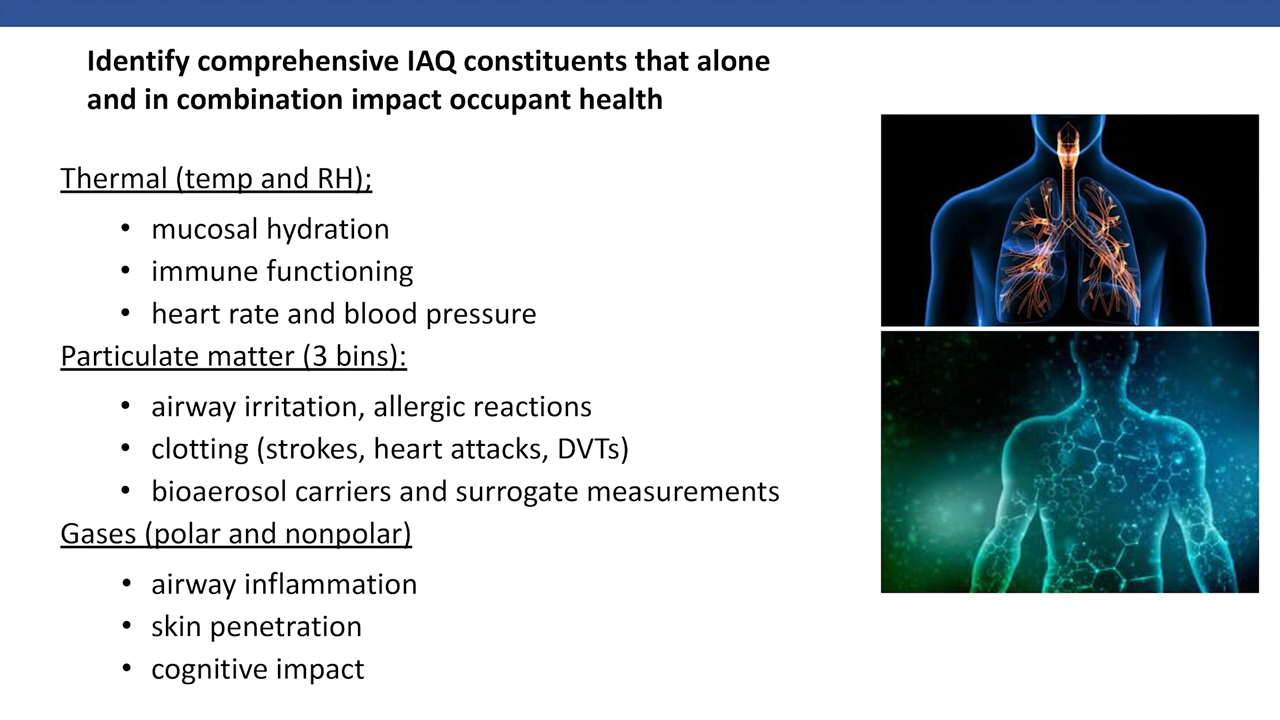 Identify comprehensive IAQ constituents that alone
and in combination impact occupant health
Thermal (temp and RH);
• mucosal hydration
• immune functioning
• heart rate and blood pressure
Particulate matter (3 bins):
• airway irritation, allergic reactions
• clotting (strokes, heart attacks, DVTs)
• bioaerosol carriers and surrogate measurements
Gases (polar and nonpolar)
• airway inflammation
• skin penetration
• cognitive impact